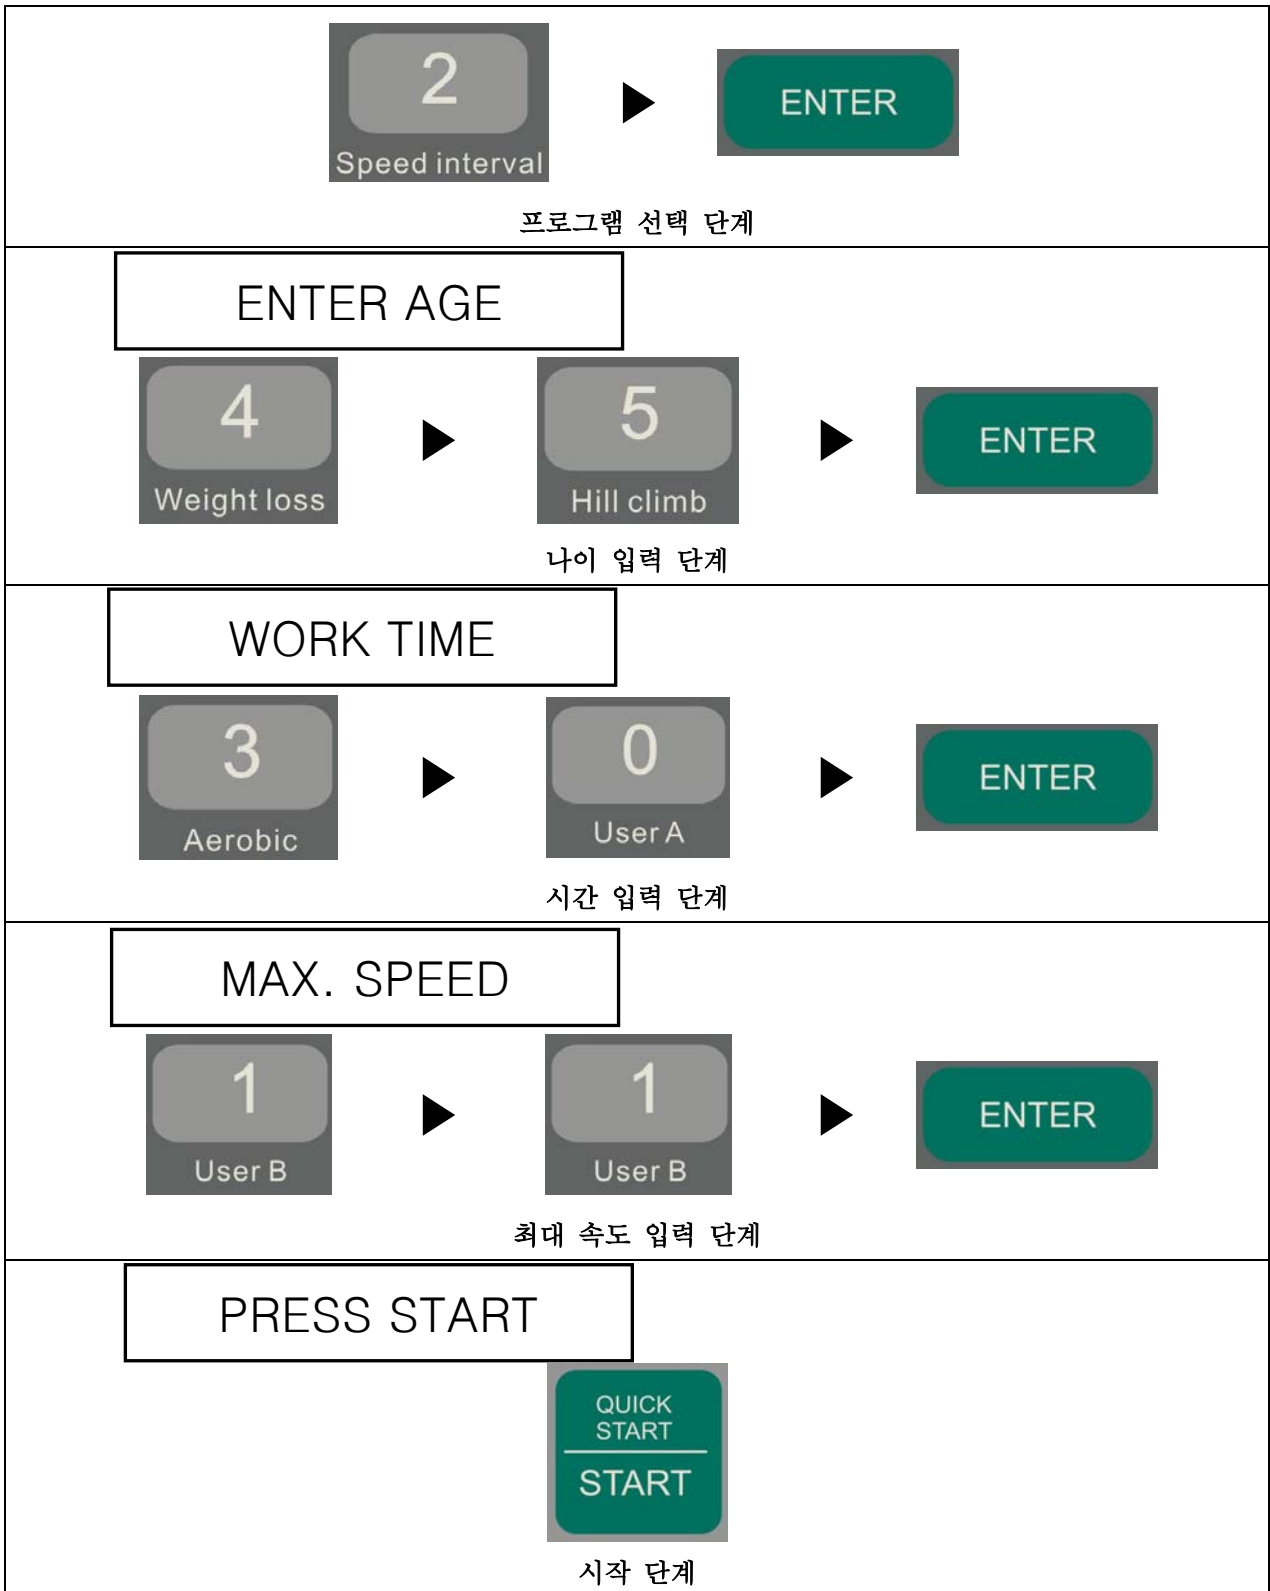 2
ENTER
Speed interval
프로그램 선택 단계
ENTER AGE
4
5
ENTER
Weight loss
Hill climb
나이 입력 단계
WORK TIME
3
0
ENTER
Aerobic
User A
시간 입력 단계
MAX. SPEED
1
1
ENTER
User B
User B
최대 속도 입력 단계
PRESS START
QUICK
START
START
시작 단계